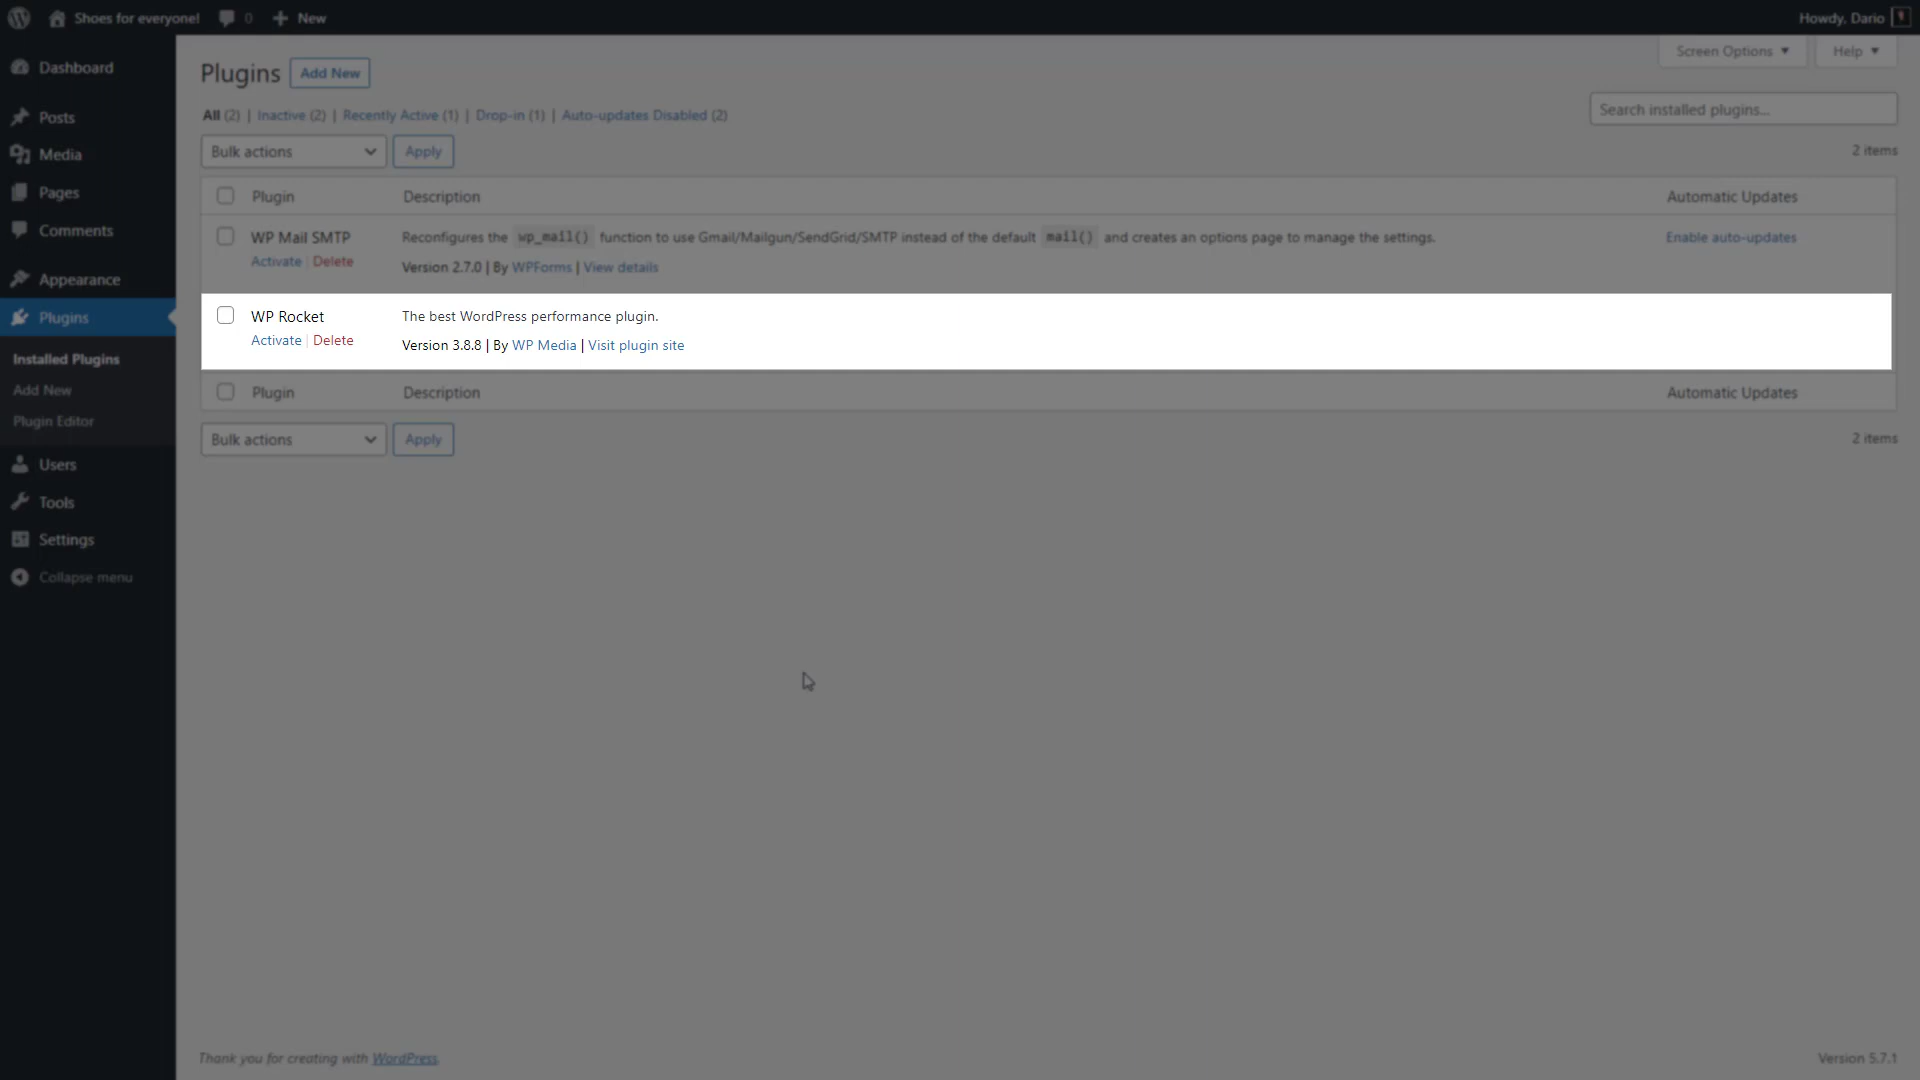 Shoes for everyone! 0 New Howdy, Dario
Dashboard
Posts
Media
Pages
Comments
Appearance
Plugins
Installed Plugins
Add New
Plugin Editor
Users
Tools
Settings
Collapse menu
Screen Options Help
Plugins Add New
All (2) | Inactive (2) | Recently Active (1) | Drop-in (1) | Auto-updates Disabled (2)
Search installed plugins...
Bulk actions Apply
2 items
Plugin Description Automatic Updates
WP Mail SMTP
Activate | Delete
Reconfigures the wp_mail() function to use Gmail/Mailgun/SendGrid/SMTP instead of the default mail() and creates an options page to manage the settings.
Version 2.7.0 | By WPForms | View details
Enable auto-updates
WP Rocket
Activate | Delete
The best WordPress performance plugin.
Version 3.8.8 | By WP Media | Visit plugin site
Plugin Description Automatic Updates
Bulk actions Apply
2 items
Thank you for creating with WordPress.
Version 5.7.1